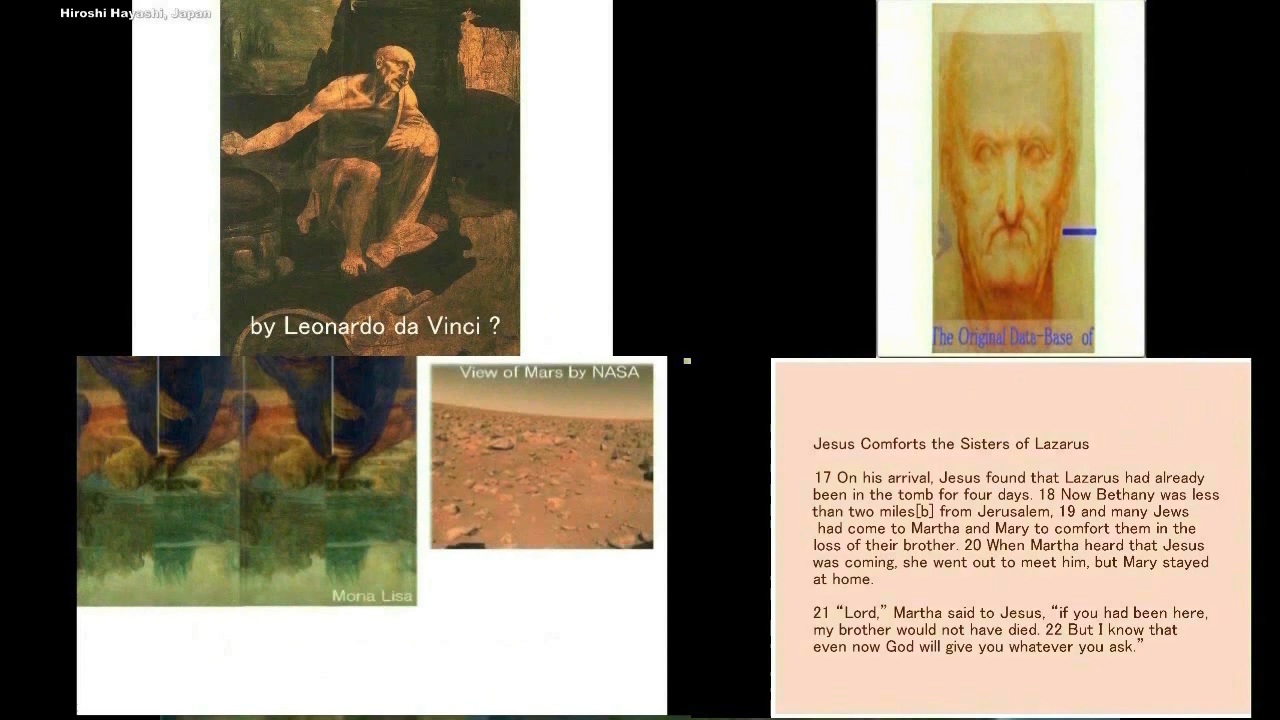 Hiroshi Hayashi, Japan
by Leonardo da Vinci ?
The Original Data-Base of
View of Mars by NASA
Mona Lisa
Jesus Comforts the Sisters of Lazarus
17 On his arrival, Jesus found that Lazarus had already
been in the tomb for four days. 18 Now Bethany was less
than two miles[b] from Jerusalem, 19 and many Jews
had come to Martha and Mary to comfort them in the
loss of their brother. 20 When Martha heard that Jesus
was coming, she went out to meet him, but Mary stayed
at home.
21 “Lord,” Martha said to Jesus, “if you had been here,
my brother would not have died. 22 But I know that
even now God will give you whatever you ask.”